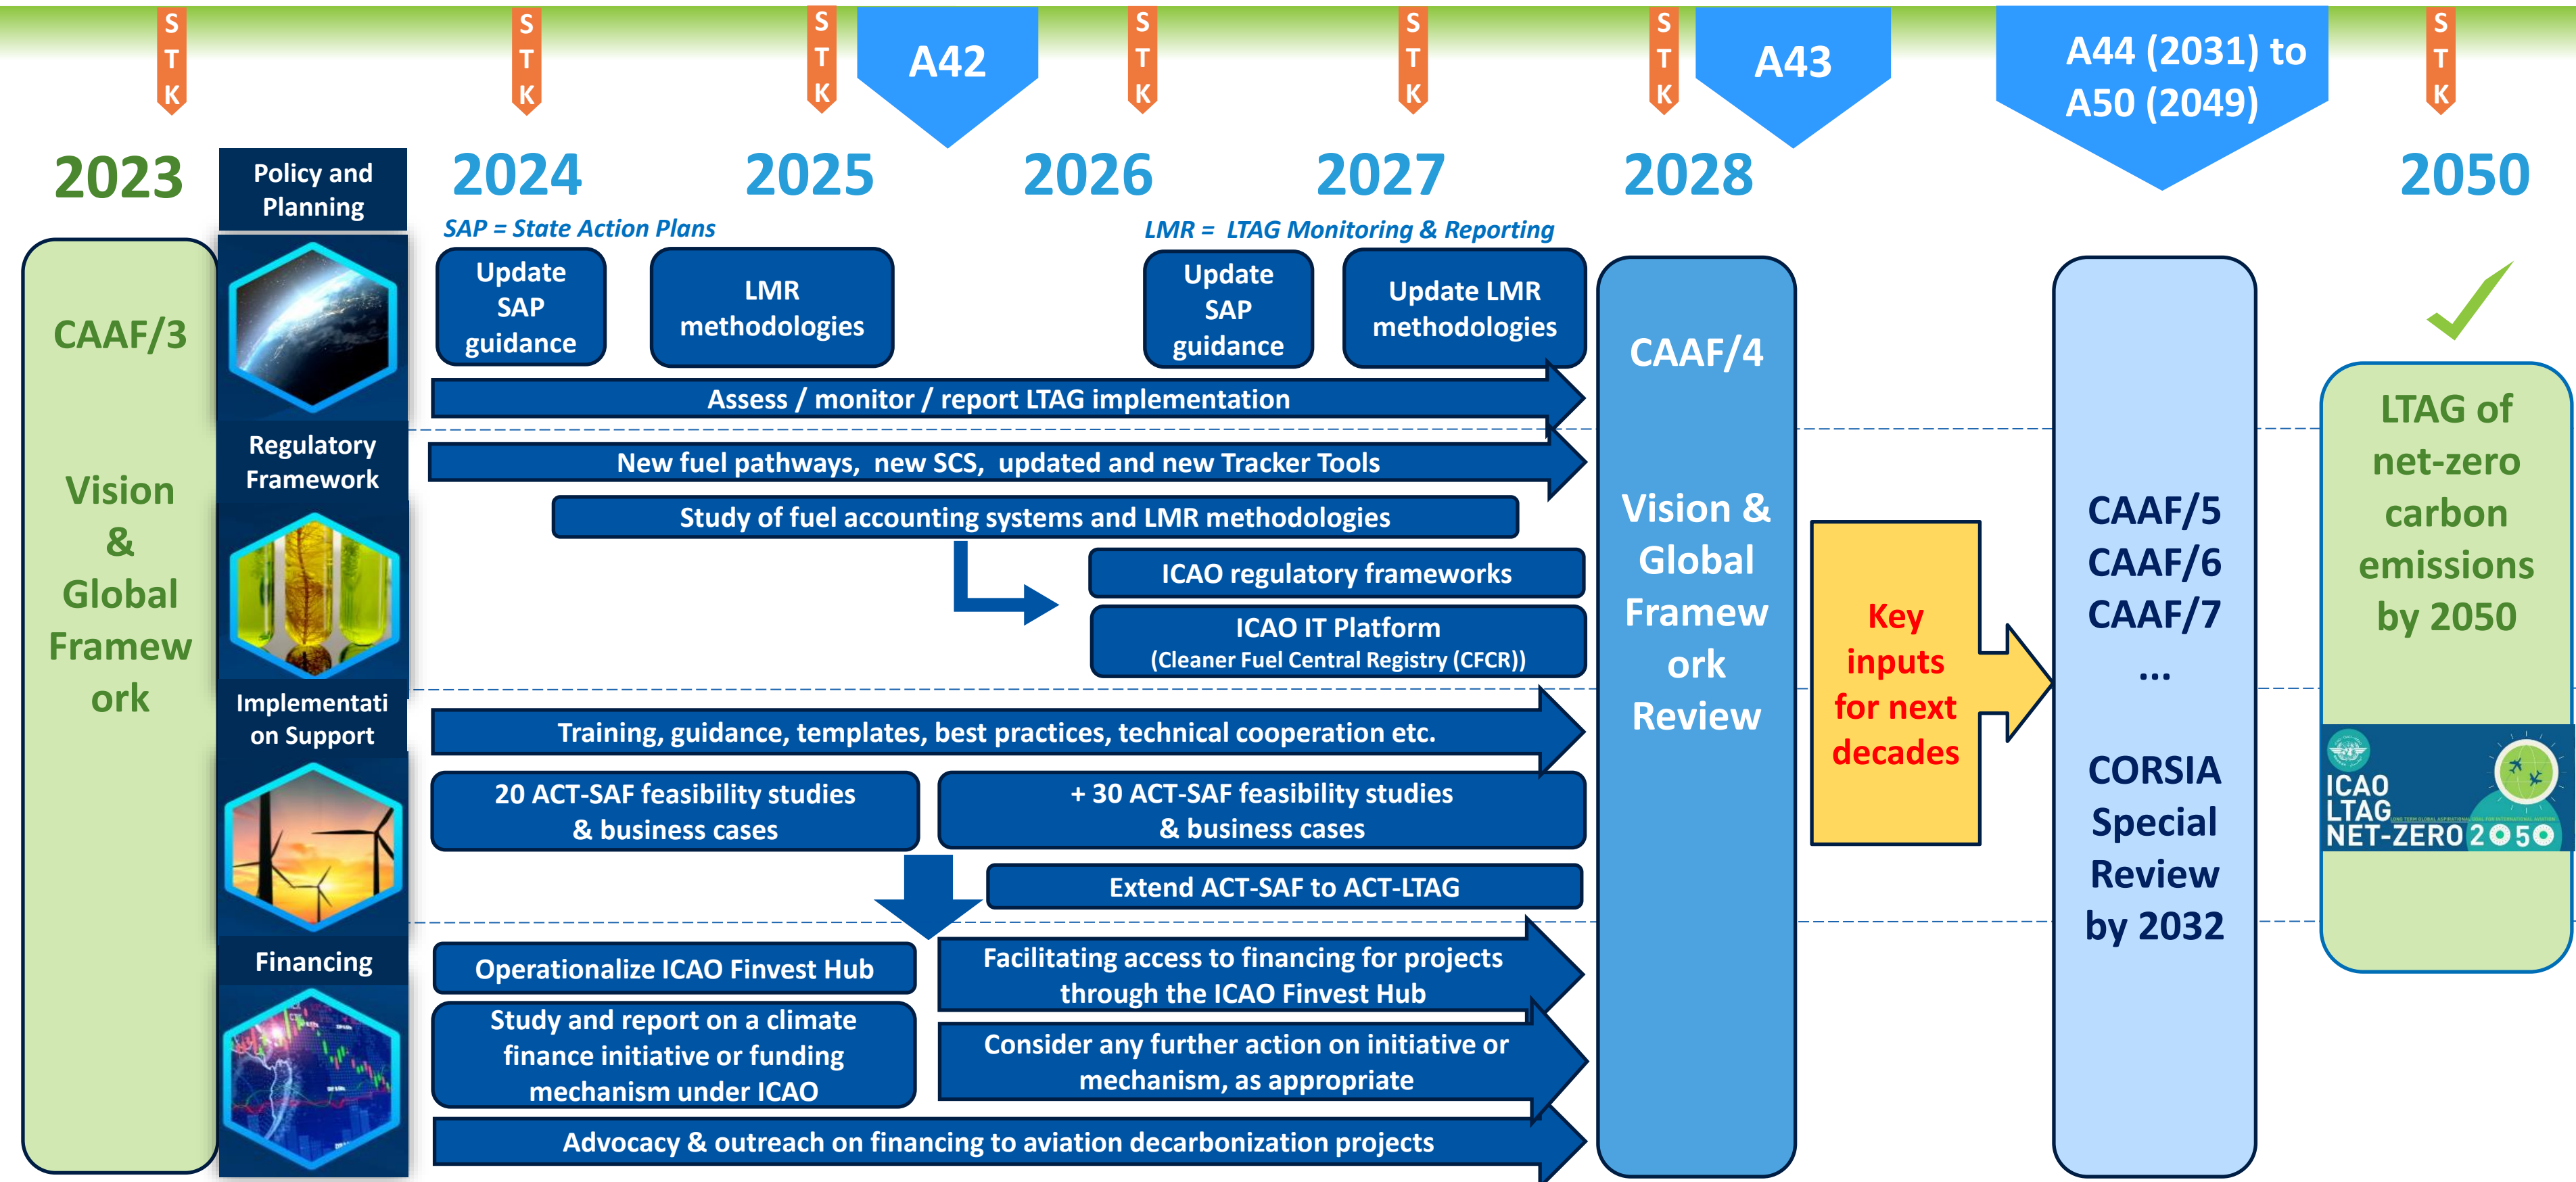 S
T
K
S
T
K
S
T
K
A42
S
T
K
S
T
K
S
T
K
A43
A44 (2031) to
A50 (2049)
S
T
K
2023
Policy and
Planning
2024
2025
2026
2027
2028
2050
SAP = State Action Plans
LMR = LTAG Monitoring & Reporting
CAAF/3
Vision
&
Global
Framew
ork
Update
SAP
guidance
LMR
methodologies
Update
SAP
guidance
Update LMR
methodologies
Assess / monitor / report LTAG implementation
Regulatory
Framework
New fuel pathways, new SCS, updated and new Tracker Tools
Study of fuel accounting systems and LMR methodologies
ICAO regulatory frameworks
ICAO IT Platform
(Cleaner Fuel Central Registry (CFCR))
Implementati
on Support
Training, guidance, templates, best practices, technical cooperation etc.
20 ACT-SAF feasibility studies
& business cases
+ 30 ACT-SAF feasibility studies
& business cases
Extend ACT-SAF to ACT-LTAG
Financing
Operationalize ICAO Finvest Hub
Facilitating access to financing for projects
through the ICAO Finvest Hub
Study and report on a climate
finance initiative or funding
mechanism under ICAO
Consider any further action on initiative or
mechanism, as appropriate
Advocacy & outreach on financing to aviation decarbonization projects
CAAF/4
Vision &
Global
Framew
ork
Review
Key
inputs
for next
decades
CAAF/5
CAAF/6
CAAF/7
...
CORSIA
Special
Review
by 2032
LTAG of
net-zero
carbon
emissions
by 2050
ICAO
LTAG
LONG TERM GLOBAL ASPIRATIONAL GOAL FOR INTERNATIONAL AVIATION
NET-ZERO 2050